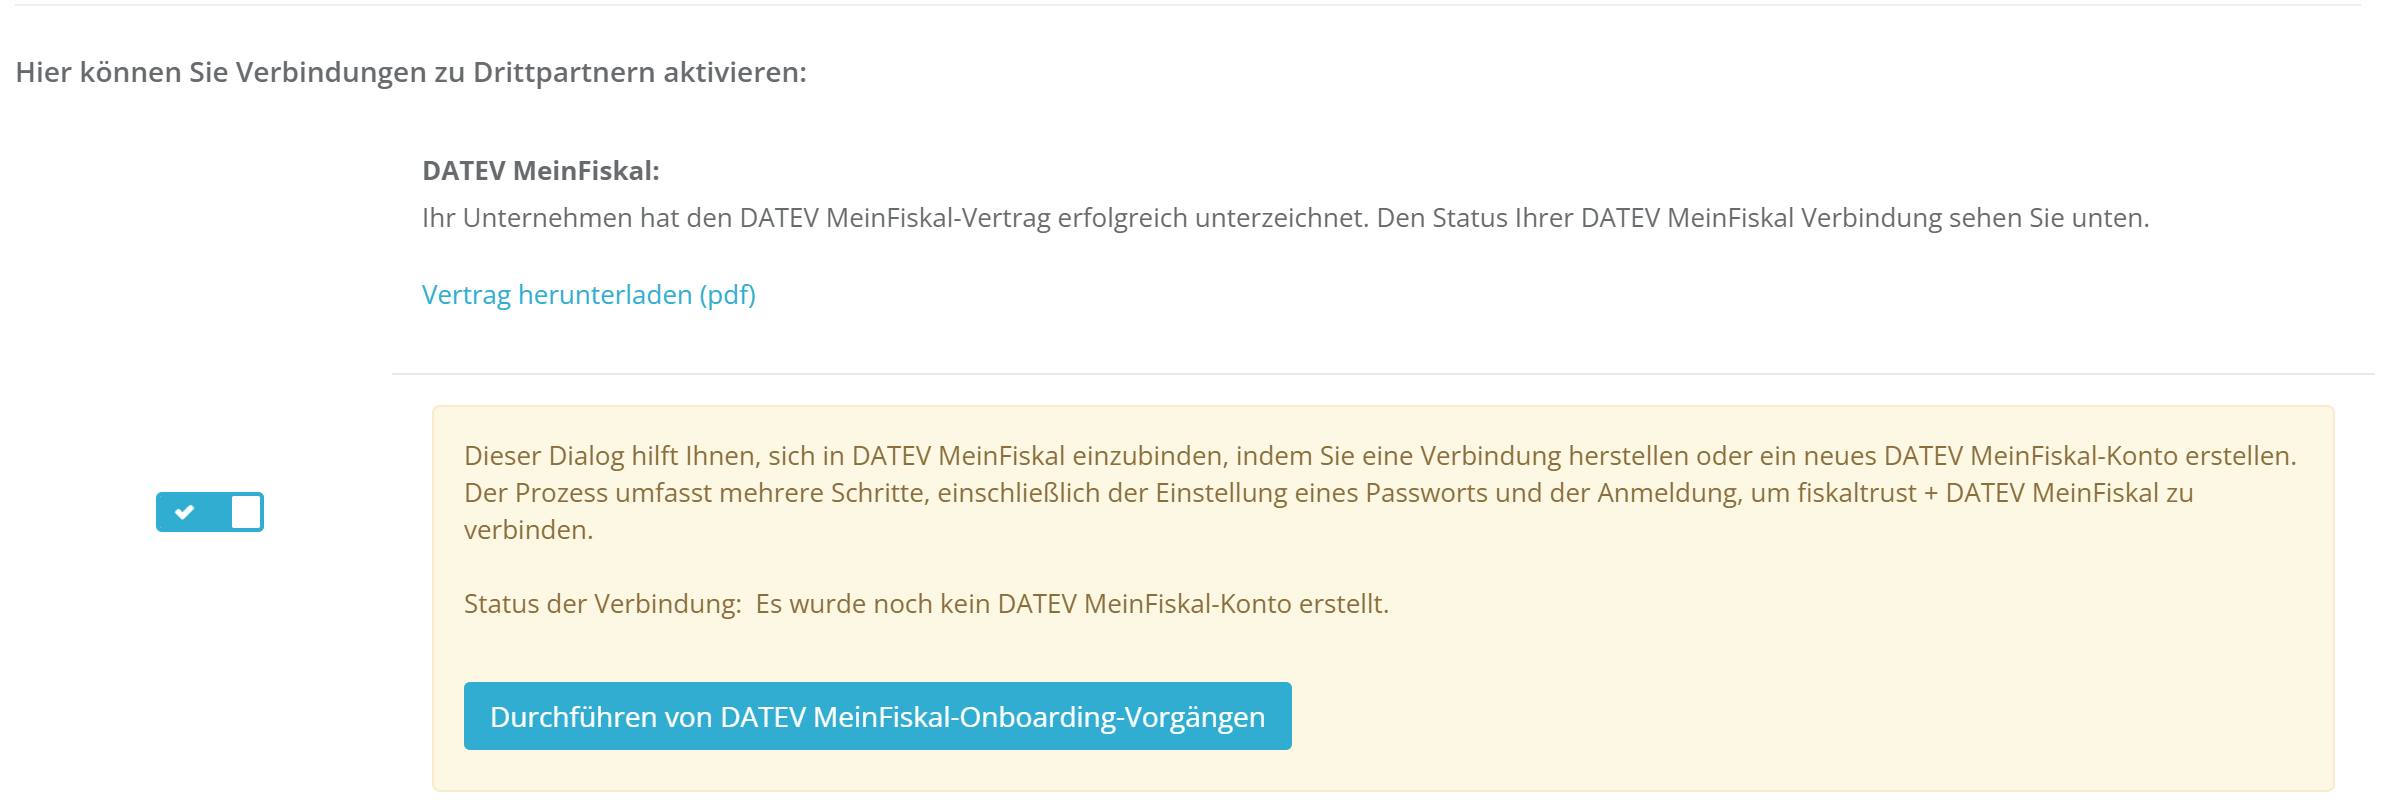 Hier können Sie Verbindungen zu Drittpartnern aktivieren:
DATEV MeinFiskal:
Ihr Unternehmen hat den DATEV MeinFiskal-Vertrag erfolgreich unterzeichnet. Den Status Ihrer DATEV MeinFiskal Verbindung sehen Sie unten.
Vertrag herunterladen (pdf)
Dieser Dialog hilft Ihnen, sich in DATEV MeinFiskal einzubinden, indem Sie eine Verbindung herstellen oder ein neues DATEV MeinFiskal-Konto erstellen.
Der Prozess umfasst mehrere Schritte, einschließlich der Einstellung eines Passworts und der Anmeldung, um fiskaltrust + DATEV MeinFiskal zu
verbinden.
Status der Verbindung: Es wurde noch kein DATEV MeinFiskal-Konto erstellt.
Durchführen von DATEV MeinFiskal-Onboarding-Vorgängen